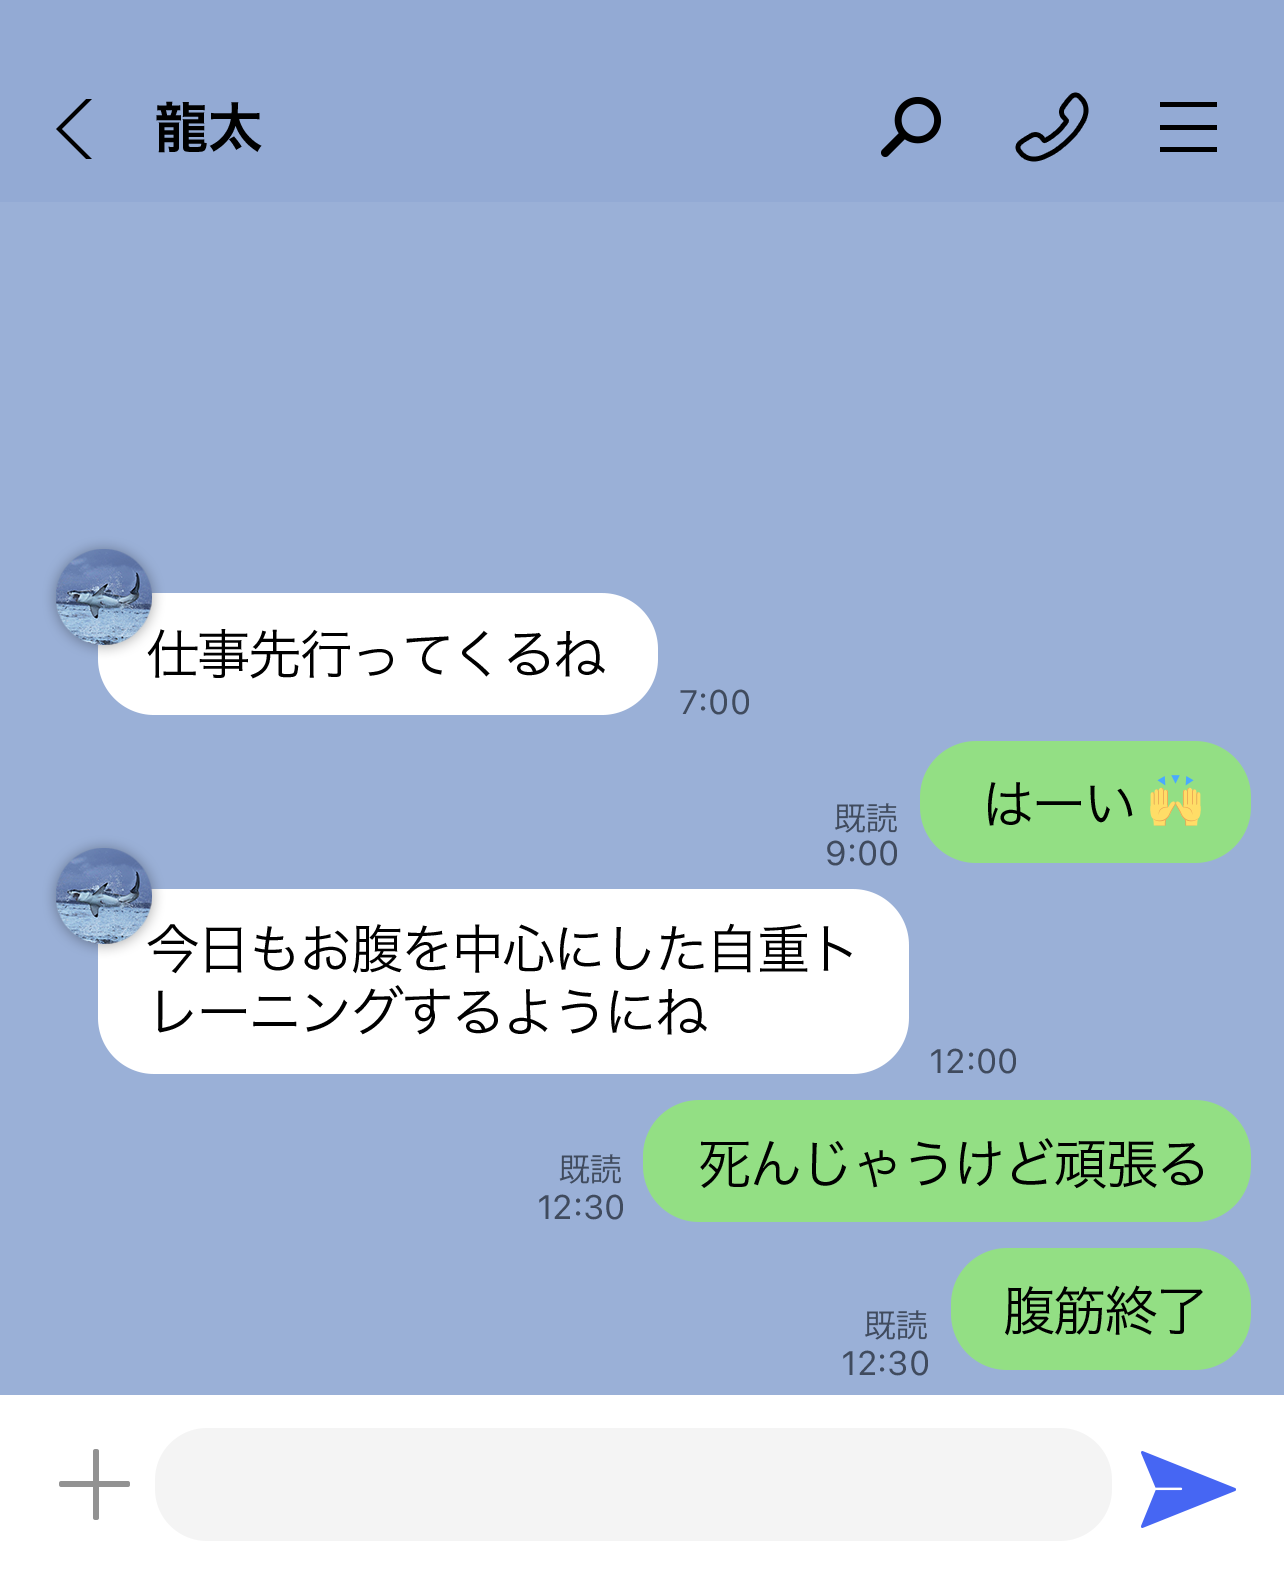 龍太
仕事先行ってくるね
7:00
はーい🙌
既読
9:00
今日もお腹を中心にした自重ト
レーニングするようにね
12:00
死んじゃうけど頑張る
既読
12:30
腹筋終了
既読
12:30